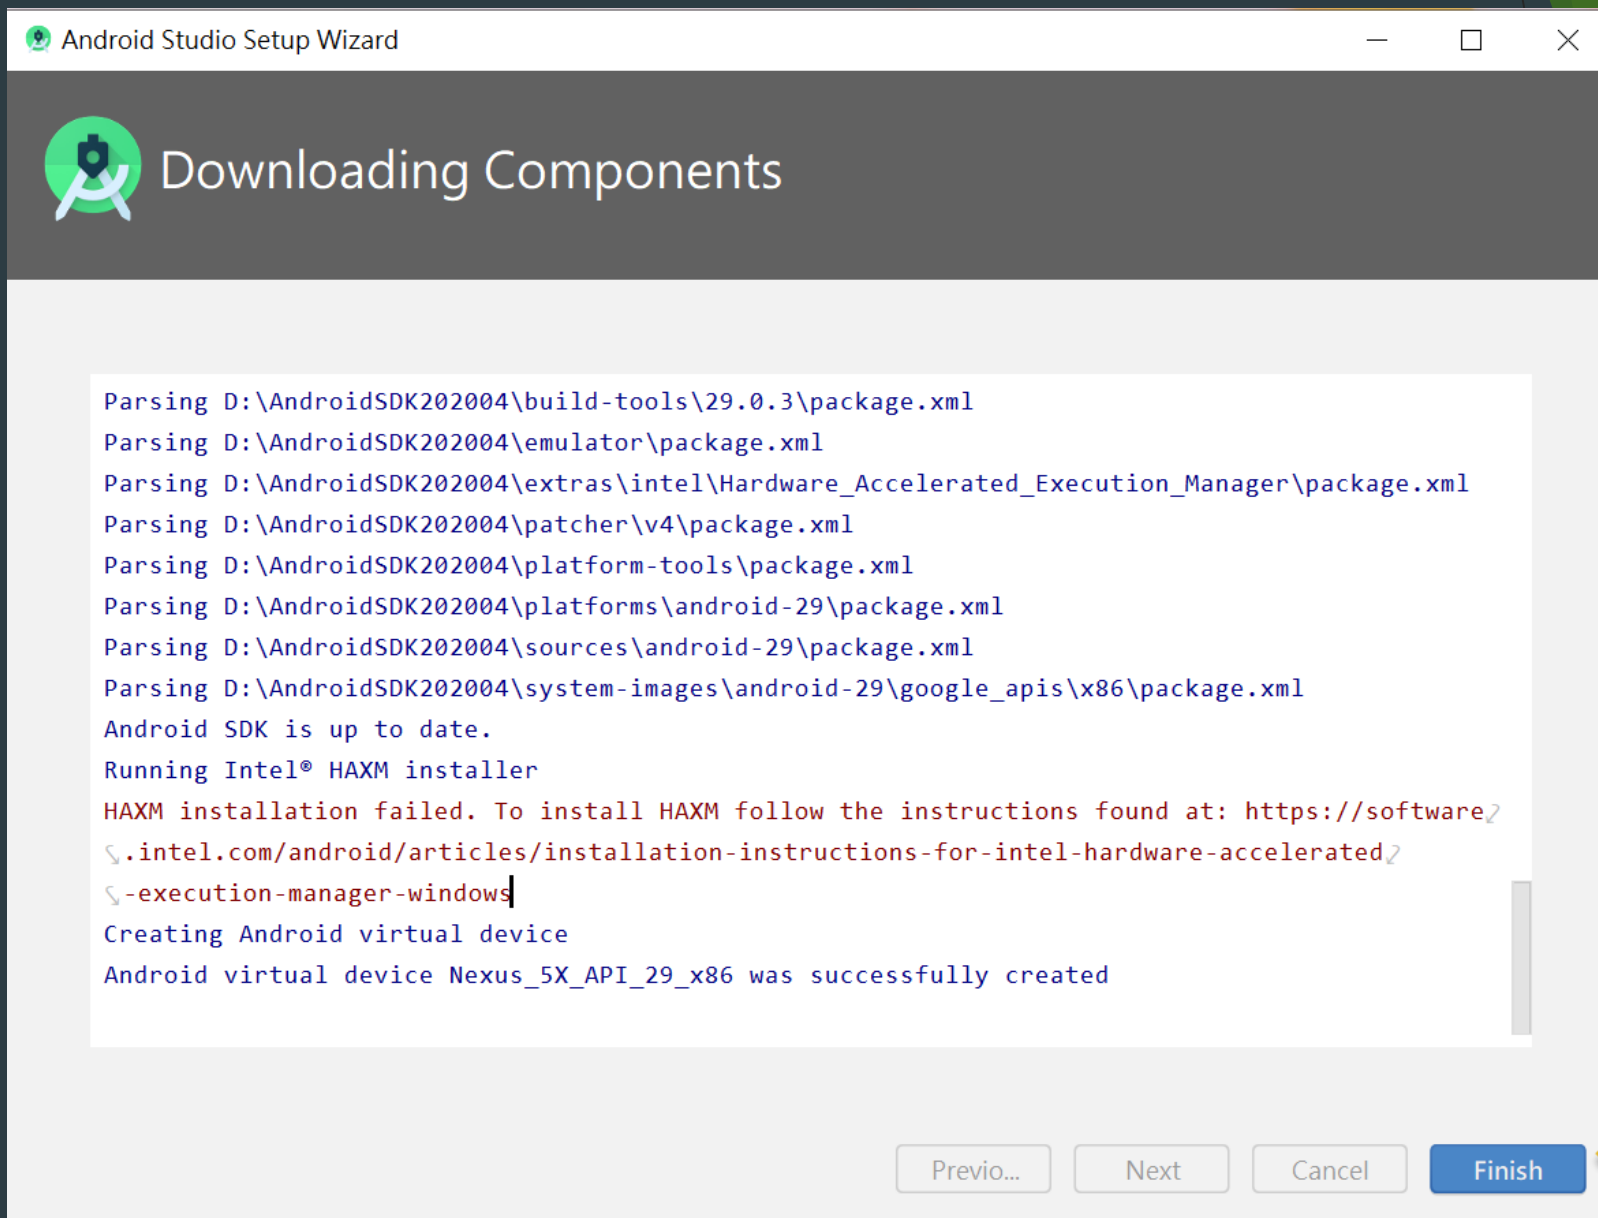 Android Studio Setup Wizard
Downloading Components
Parsing D:\AndroidSDK202004\build-tools\29.0.3\package.xml
Parsing D:\AndroidSDK202004\emulator\package.xml
Parsing D:\AndroidSDK202004\extras\intel\Hardware_Accelerated_Execution_Manager\package.xml
Parsing D:\AndroidSDK202004\patcher\v4\package.xml
Parsing D:\AndroidSDK202004\platform-tools\package.xml
Parsing D:\AndroidSDK202004\platforms\android-29\package.xml
Parsing D:\AndroidSDK202004\sources\android-29\package.xml
Parsing D:\AndroidSDK202004\system-images\android-29\google_apis\x86\package.xml
Android SDK is up to date.
Running Intel® HAXM installer
HAXM installation failed. To install HAXM follow the instructions found at: https://software
.intel.com/android/articles/installation-instructions-for-intel-hardware-accelerated
-execution-manager-windows
Creating Android virtual device
Android virtual device Nexus_5X_API_29_x86 was successfully created
Previo... Next Cancel Finish